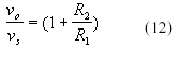 v_o/v_s = (1 + R_2/R_1) (12)